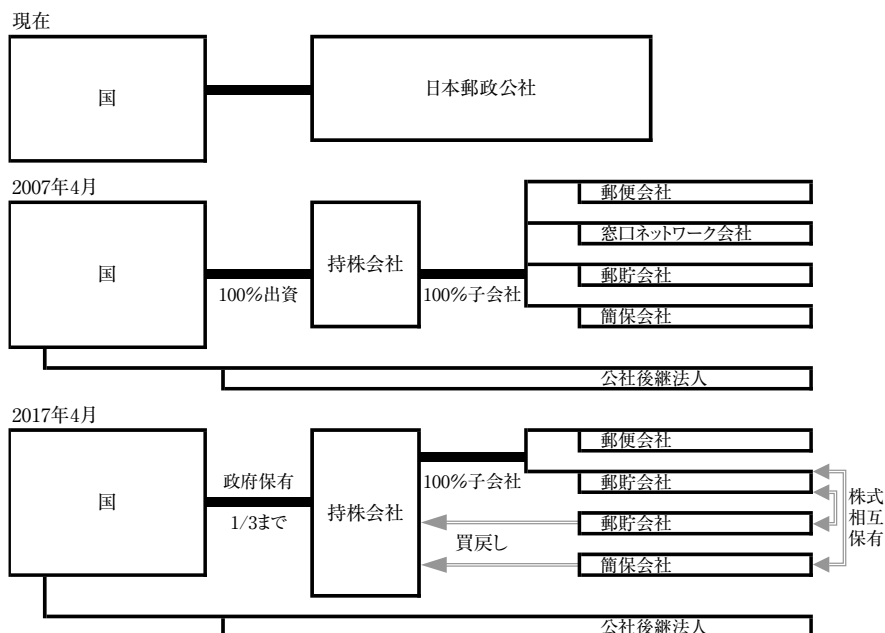 現在
国
日本郵政公社
2007年4月
国
100%出資
持株会社
100%子会社
郵便会社
窓口ネットワーク会社
郵貯会社
簡保会社
公社後継法人
2017年4月
国
政府保有
1/3まで
持株会社
100%子会社
買戻し
郵便会社
郵貯会社
郵貯会社
簡保会社
株式
相互
保有
公社後継法人